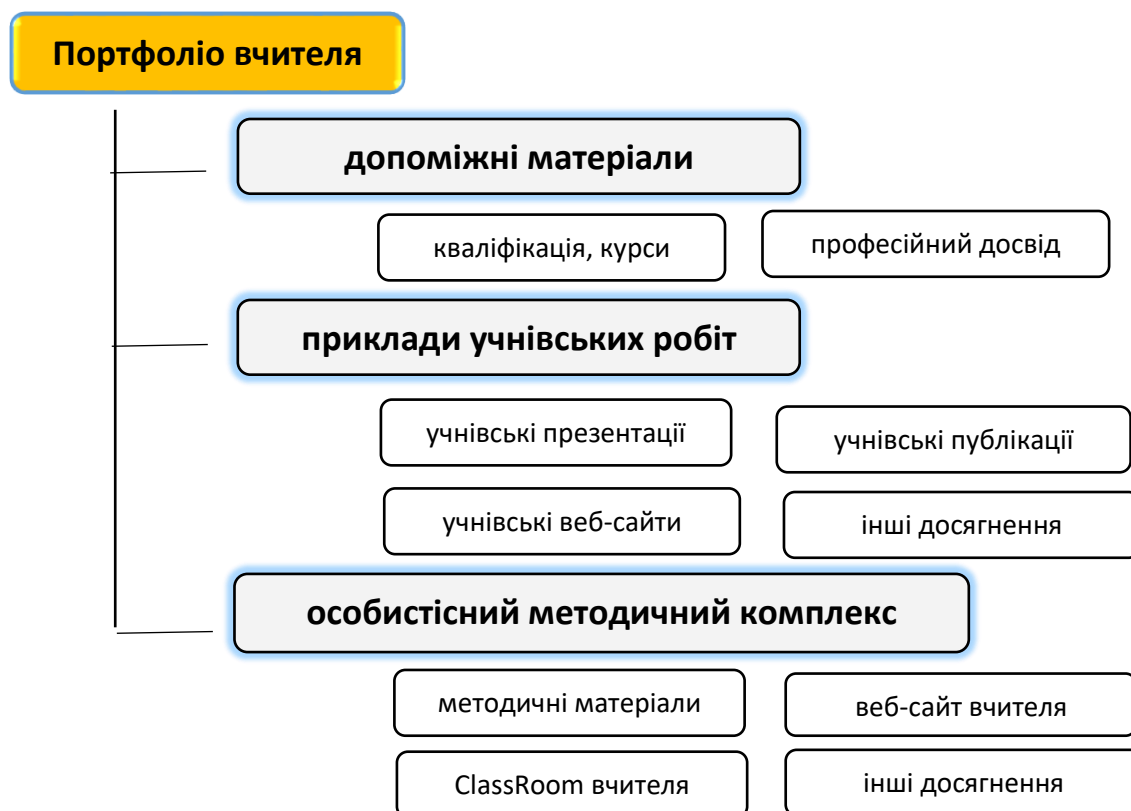 Портфоліо вчителя
допоміжні матеріали
кваліфікація, курси
професійний досвід
приклади учнівських робіт
учнівські презентації
учнівські публікації
учнівські веб-сайти
інші досягнення
особистісний методичний комплекс
методичні матеріали
веб-сайт вчителя
ClassRoom вчителя
інші досягнення